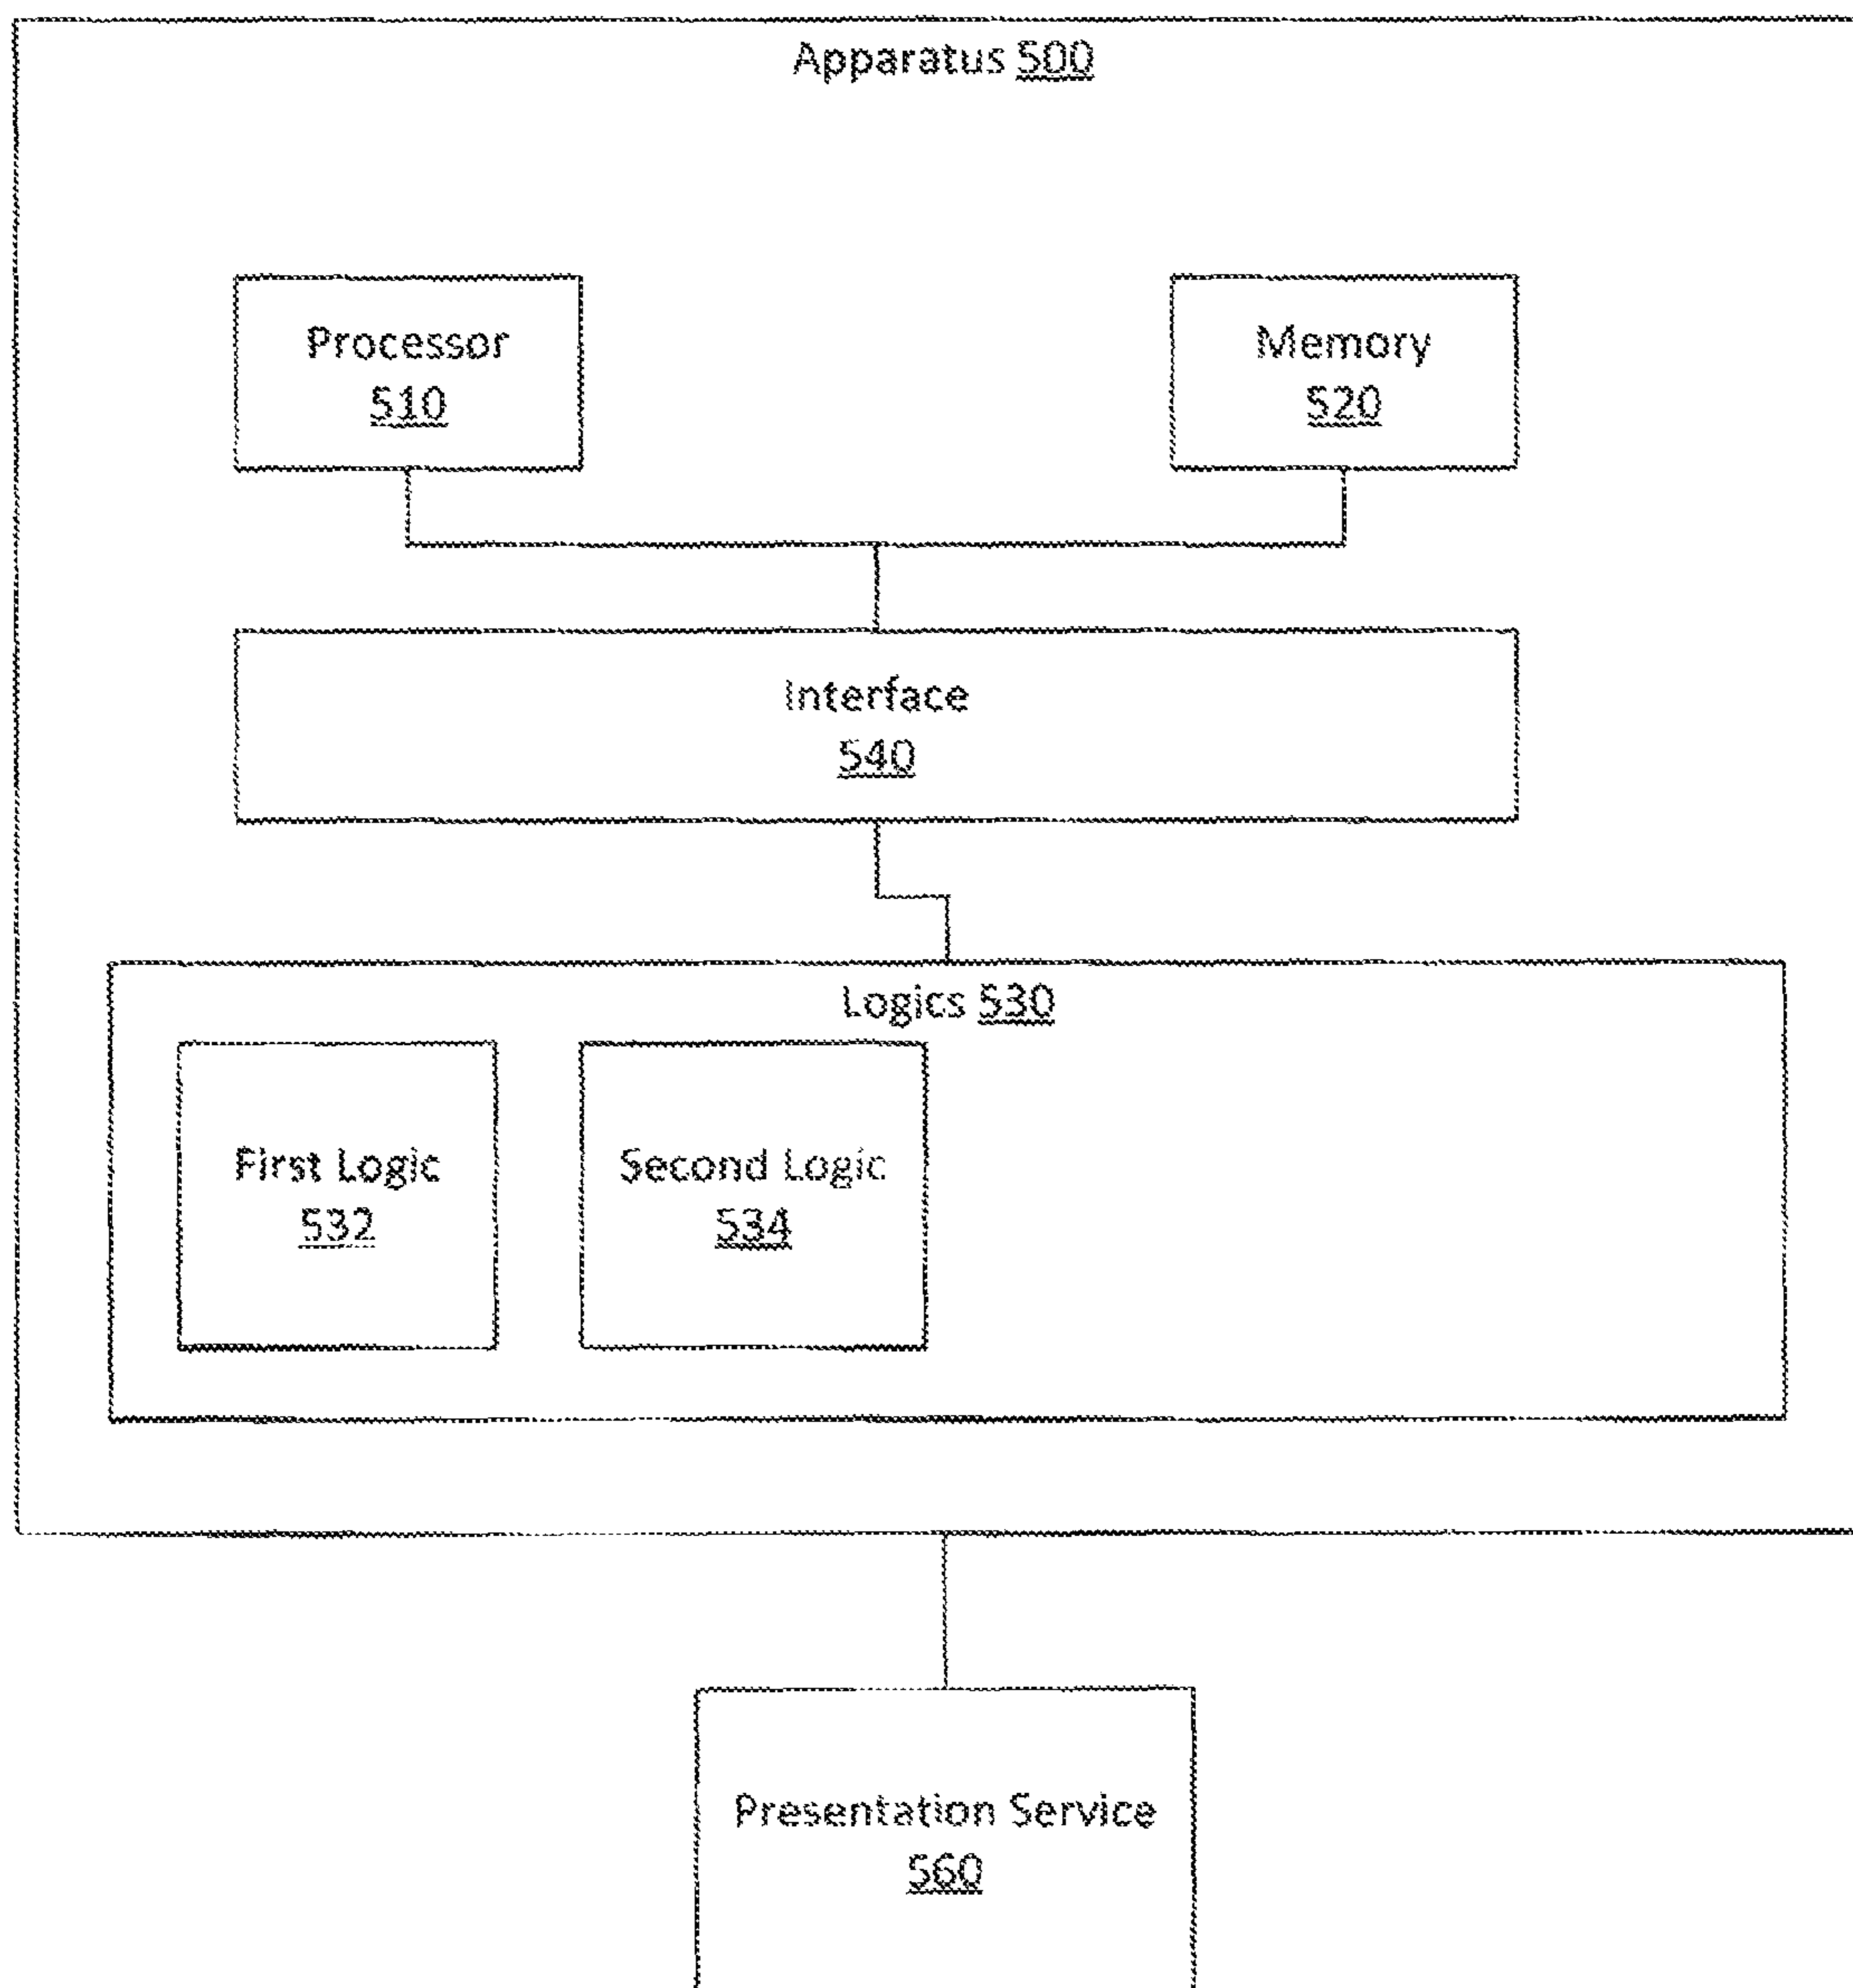 Apparatus 500
Processor
510
Memory
520
Interface
540
Logics 530
First Logic
532
Second Logic
534
Presentation Service
560